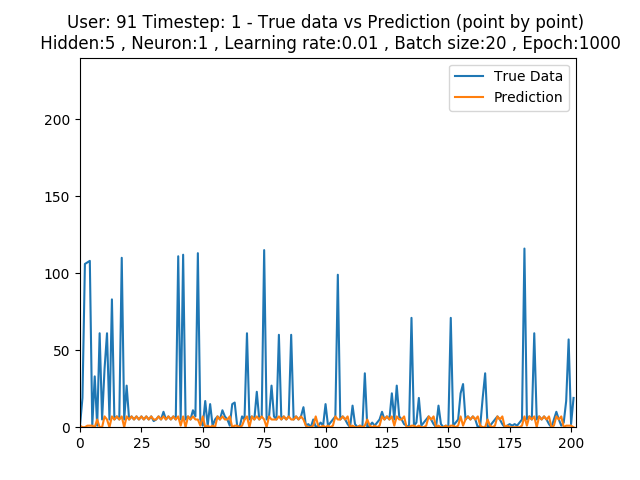 User: 91 Timestep: 1 - True data vs Prediction (point by point)
Hidden:5 , Neuron:1 , Learning rate:0.01 , Batch size:20 , Epoch:1000
True Data
Prediction
200
150
100
50
0
0 25 50 75 100 125 150 175 200